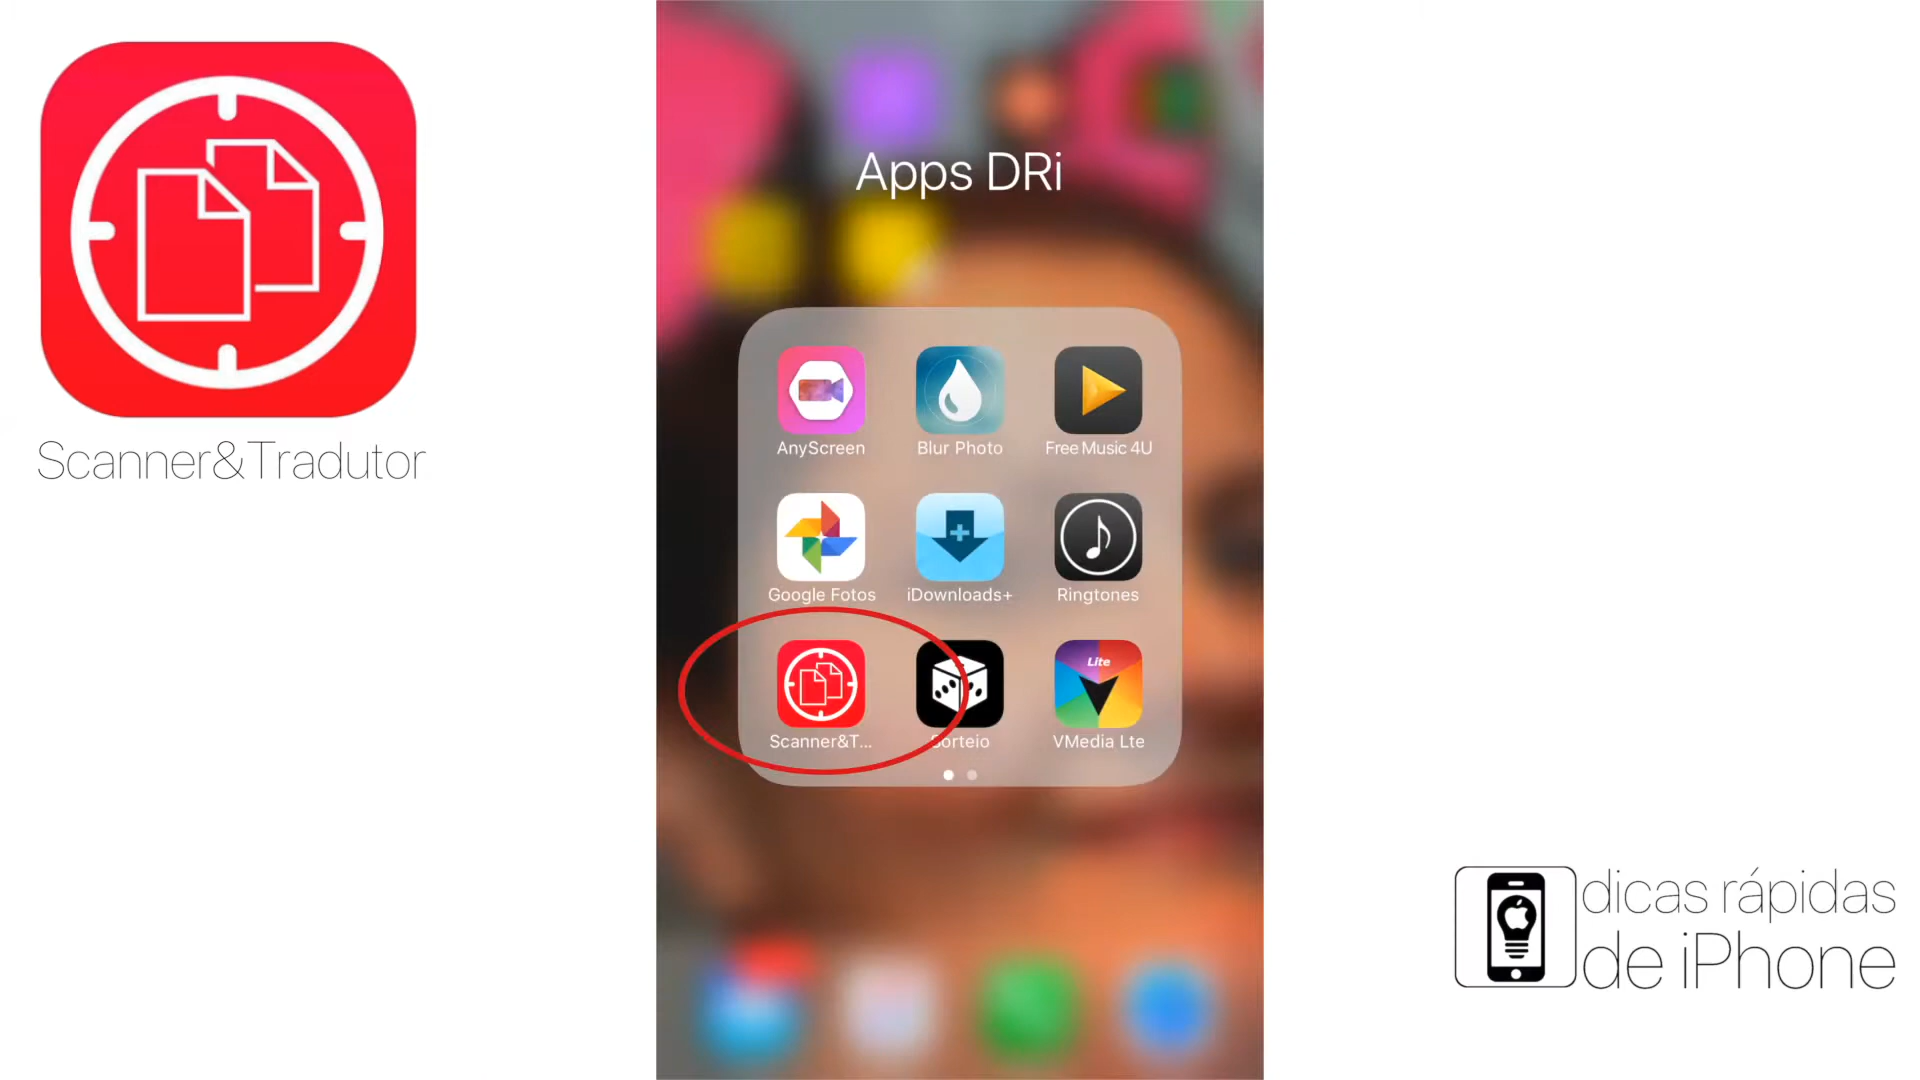 Scanner&Tradutor
Apps DRi
AnyScreen
Blur Photo
Free Music 4U
Google Fotos
iDownloads+
Ringtones
Lite
Scanner&T...
Sorteio
VMedia Lte
dicas rápidas
de iPhone